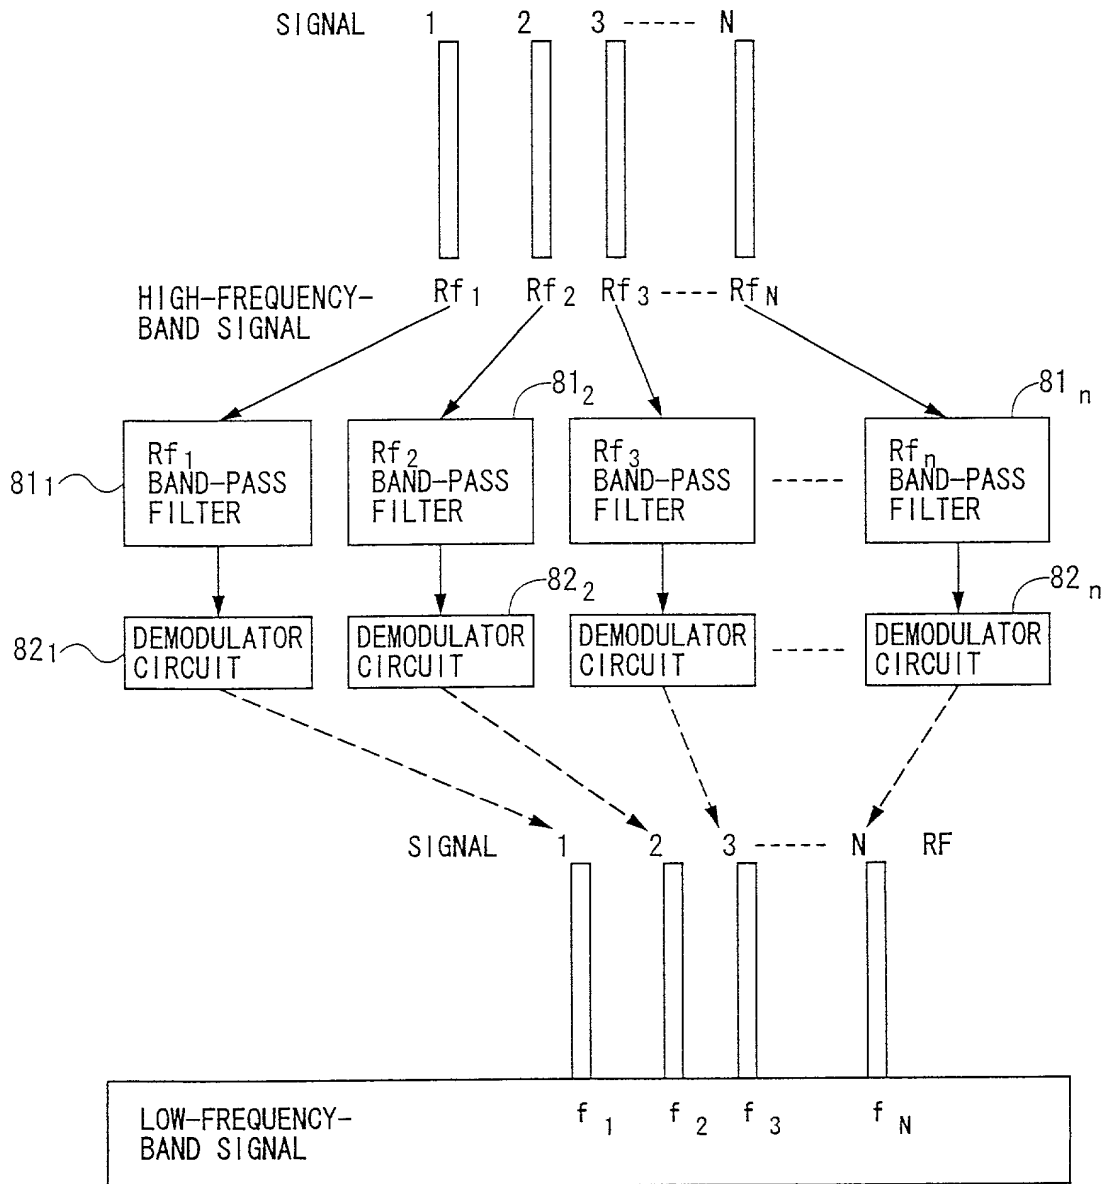 SIGNAL 1 2 3 ----- N
HIGH-FREQUENCY- Rf1 Rf2 Rf3 ---- RfN
BAND SIGNAL
812 81n
Rf1 Rf2 Rf3 Rfn
811 BAND-PASS BAND-PASS BAND-PASS ----- BAND-PASS
FILTER FILTER FILTER FILTER
822 82n
821 DEMODULATOR DEMODULATOR DEMODULATOR ----- DEMODULATOR
CIRCUIT CIRCUIT CIRCUIT CIRCUIT
SIGNAL 1 2 3 ----- N RF
LOW-FREQUENCY- f1 f2 f3 fN
BAND SIGNAL